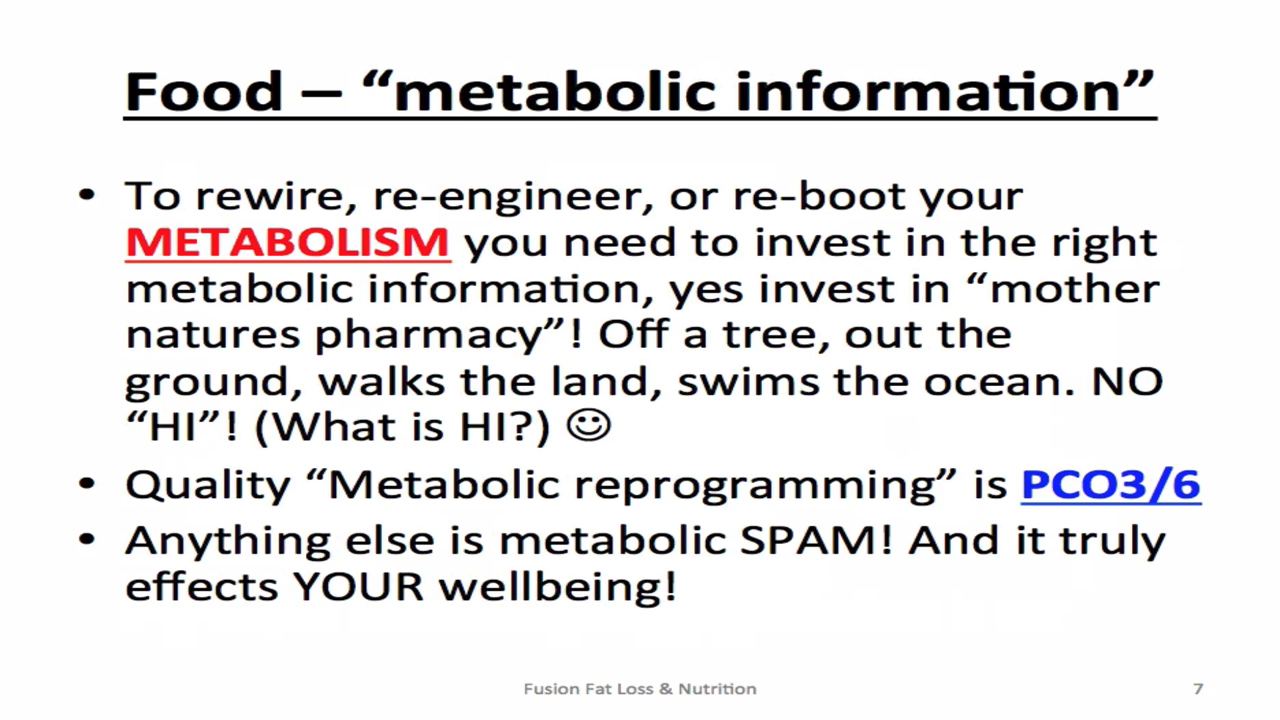 Food – “metabolic information”
• To rewire, re-engineer, or re-boot your
METABOLISM you need to invest in the right
metabolic information, yes invest in “mother
natures pharmacy”! Off a tree, out the
ground, walks the land, swims the ocean. NO
“HI”! (What is HI?) ☺
• Quality “Metabolic reprogramming” is PCO3/6
• Anything else is metabolic SPAM! And it truly
effects YOUR wellbeing!
Fusion Fat Loss & Nutrition
7